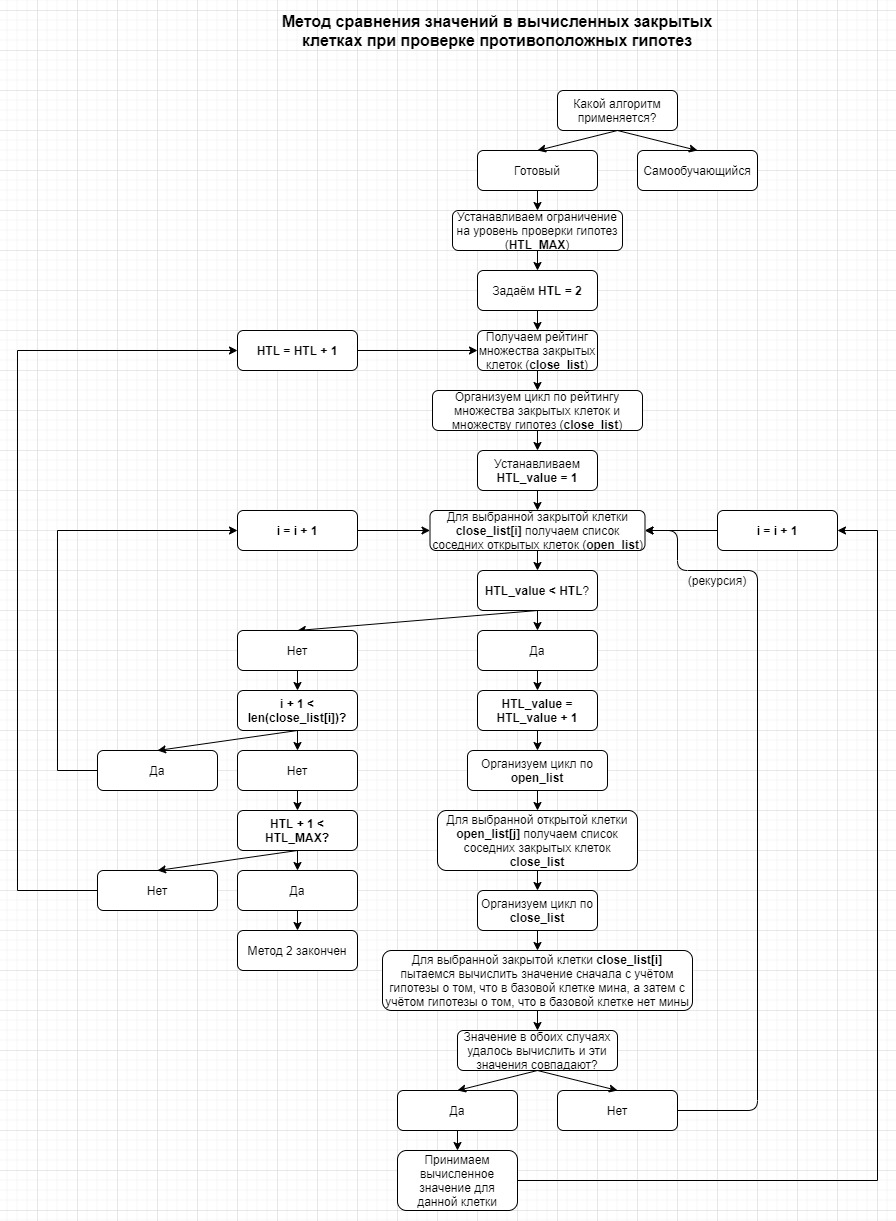 Метод сравнения значений в вычисленных закрытых
клетках при проверке противоположных гипотез
Какой алгоритм
применяется?
Готовый
Самообучающийся
Устанавливаем ограничение
на уровень проверки гипотез
(HTL_MAX)
Задаём HTL = 2
HTL = HTL + 1
Получаем рейтинг
множества закрытых
клеток (close_list)
Организуем цикл по рейтингу
множества закрытых клеток и
множеству гипотез (close_list)
Устанавливаем
HTL_value = 1
i = i + 1
Для выбранной закрытой клетки
close_list[i] получаем список
соседних открытых клеток (open_list)
i = i + 1
(рекурсия)
HTL_value < HTL?
Нет
Да
i + 1 <
len(close_list[i])?
HTL_value =
HTL_value + 1
Да
Нет
Организуем цикл по
open_list
HTL + 1 <
HTL_MAX?
Для выбранной открытой клетки
open_list[j] получаем список
соседних закрытых клеток
close_list
Нет
Да
Организуем цикл по
close_list
Метод 2 закончен
Для выбранной закрытой клетки close_list[i]
пытаемся вычислить значение сначала с учётом
гипотезы о том, что в базовой клетке мина, а затем с
учётом гипотезы о том, что в базовой клетке нет мины
Значение в обоих случаях
удалось вычислить и эти
значения совпадают?
Да
Нет
Принимаем
вычисленное
значение для
данной клетки